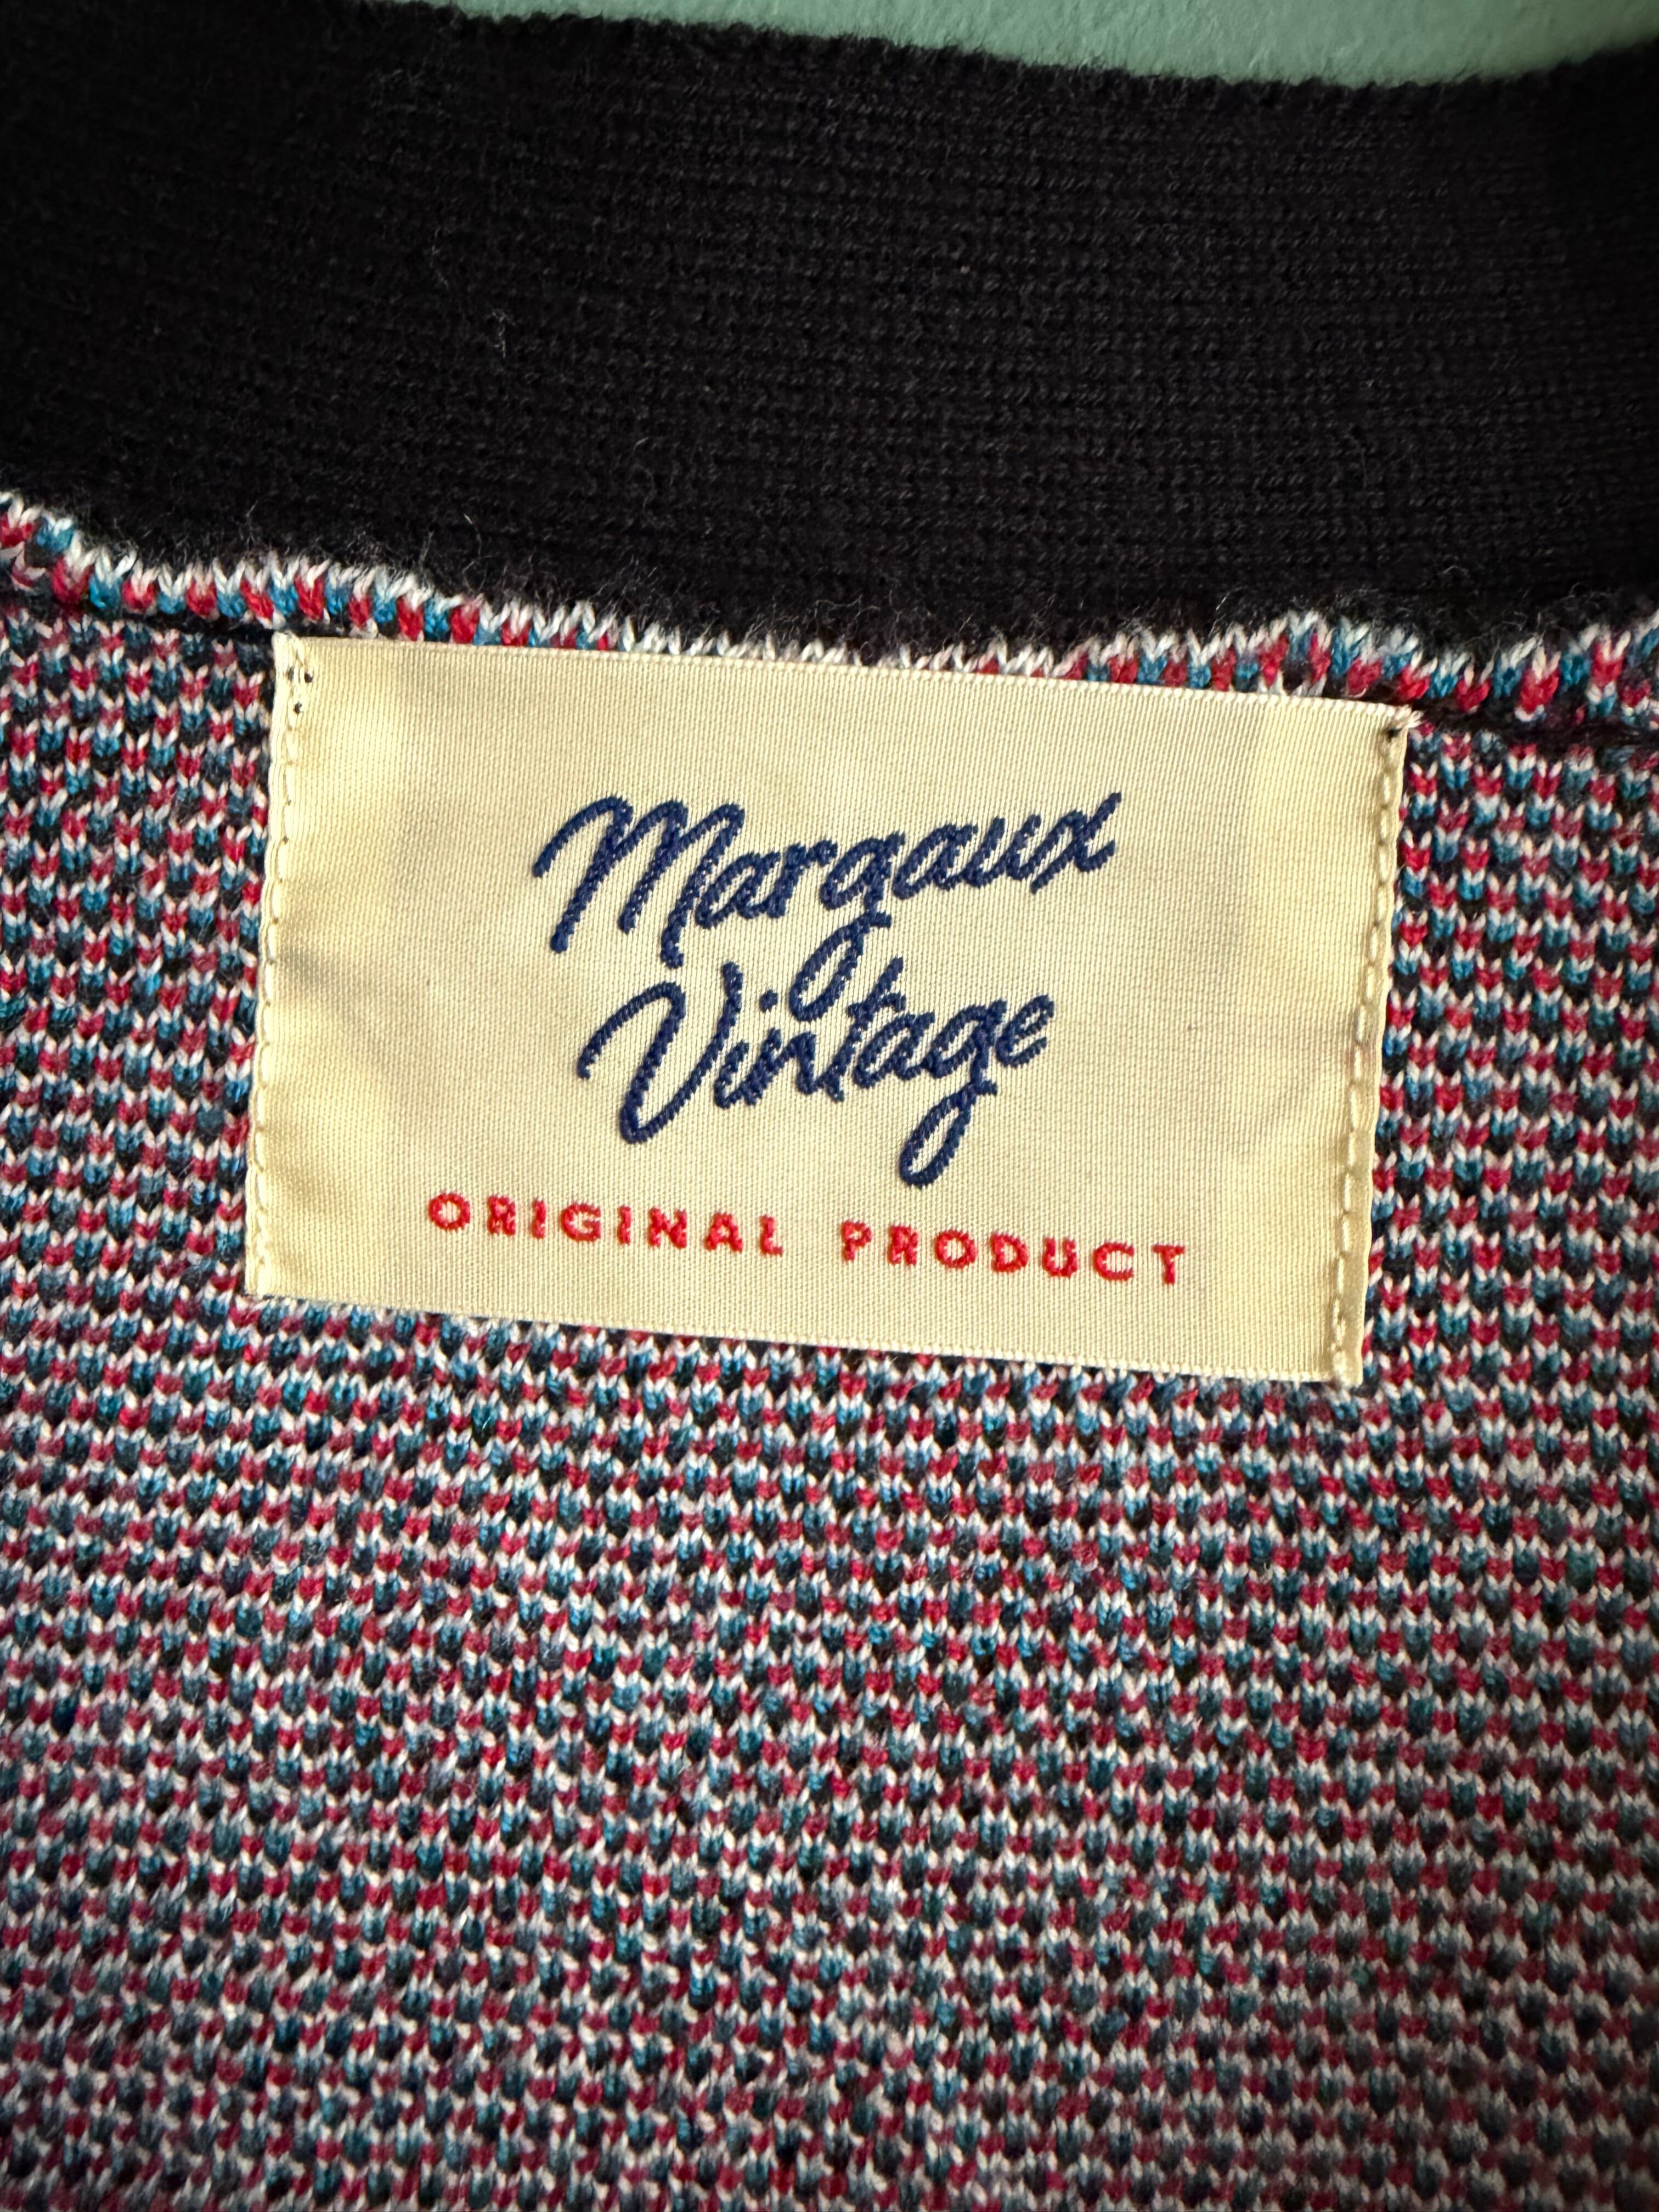 Margaux
Vintage
ORIGINAL PRODUCT